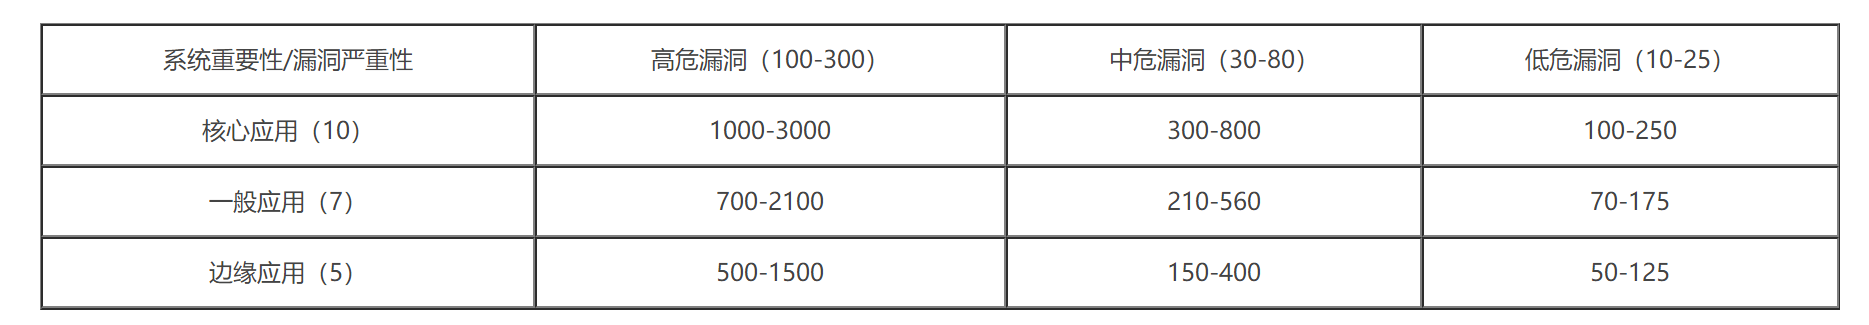 系统重要性/漏洞严重性 高危漏洞（100-300） 中危漏洞（30-80） 低危漏洞（10-25）
核心应用（10） 1000-3000 300-800 100-250
一般应用（7） 700-2100 210-560 70-175
边缘应用（5） 500-1500 150-400 50-125